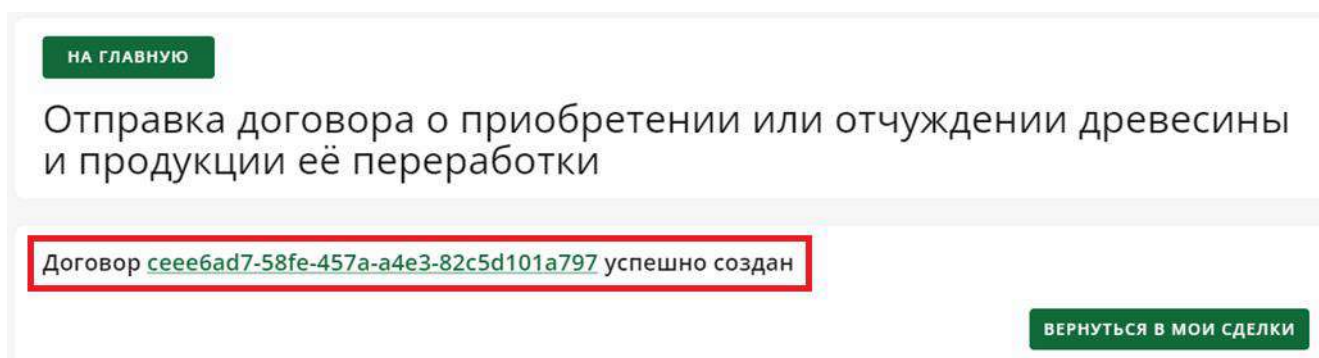 НА ГЛАВНУЮ
Отправка договора о приобретении или отчуждении древесины
и продукции её переработки
Договор ceee6ad7-58fe-457a-a4e3-82c5d101a797 успешно создан
ВЕРНУТЬСЯ В МОИ СДЕЛКИ